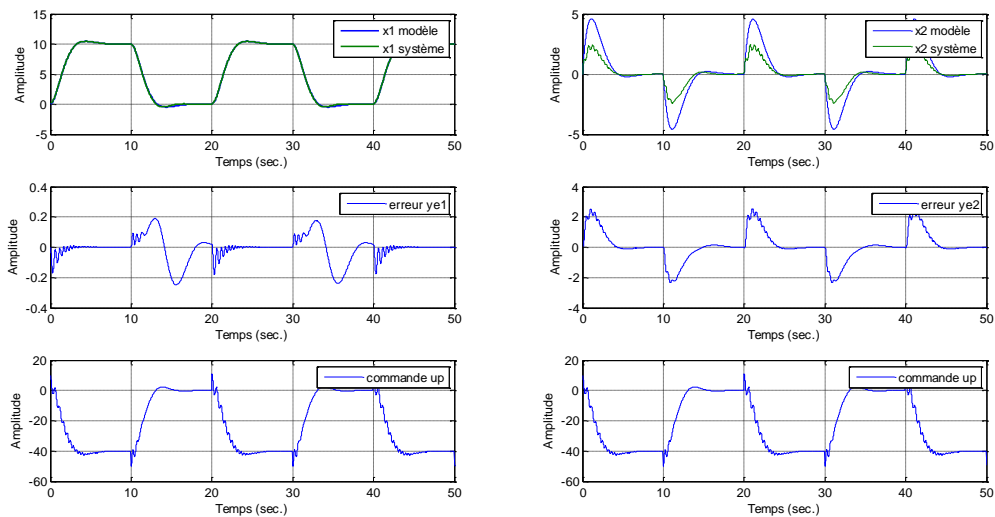 x1 modèle
x1 système
Amplitude
15
10
5
0
-5
0 10 20 30 40 50
Temps (sec.)
x2 modèle
x2 système
Amplitude
5
0
-5
0 10 20 30 40 50
Temps (sec.)
erreur ye1
Amplitude
0.4
0.2
0
-0.2
-0.4
0 10 20 30 40 50
Temps (sec.)
erreur ye2
Amplitude
4
2
0
-2
-4
0 10 20 30 40 50
Temps (sec.)
commande up
Amplitude
20
0
-20
-40
-60
0 10 20 30 40 50
Temps (sec.)
commande up
Amplitude
20
0
-20
-40
-60
0 10 20 30 40 50
Temps (sec.)